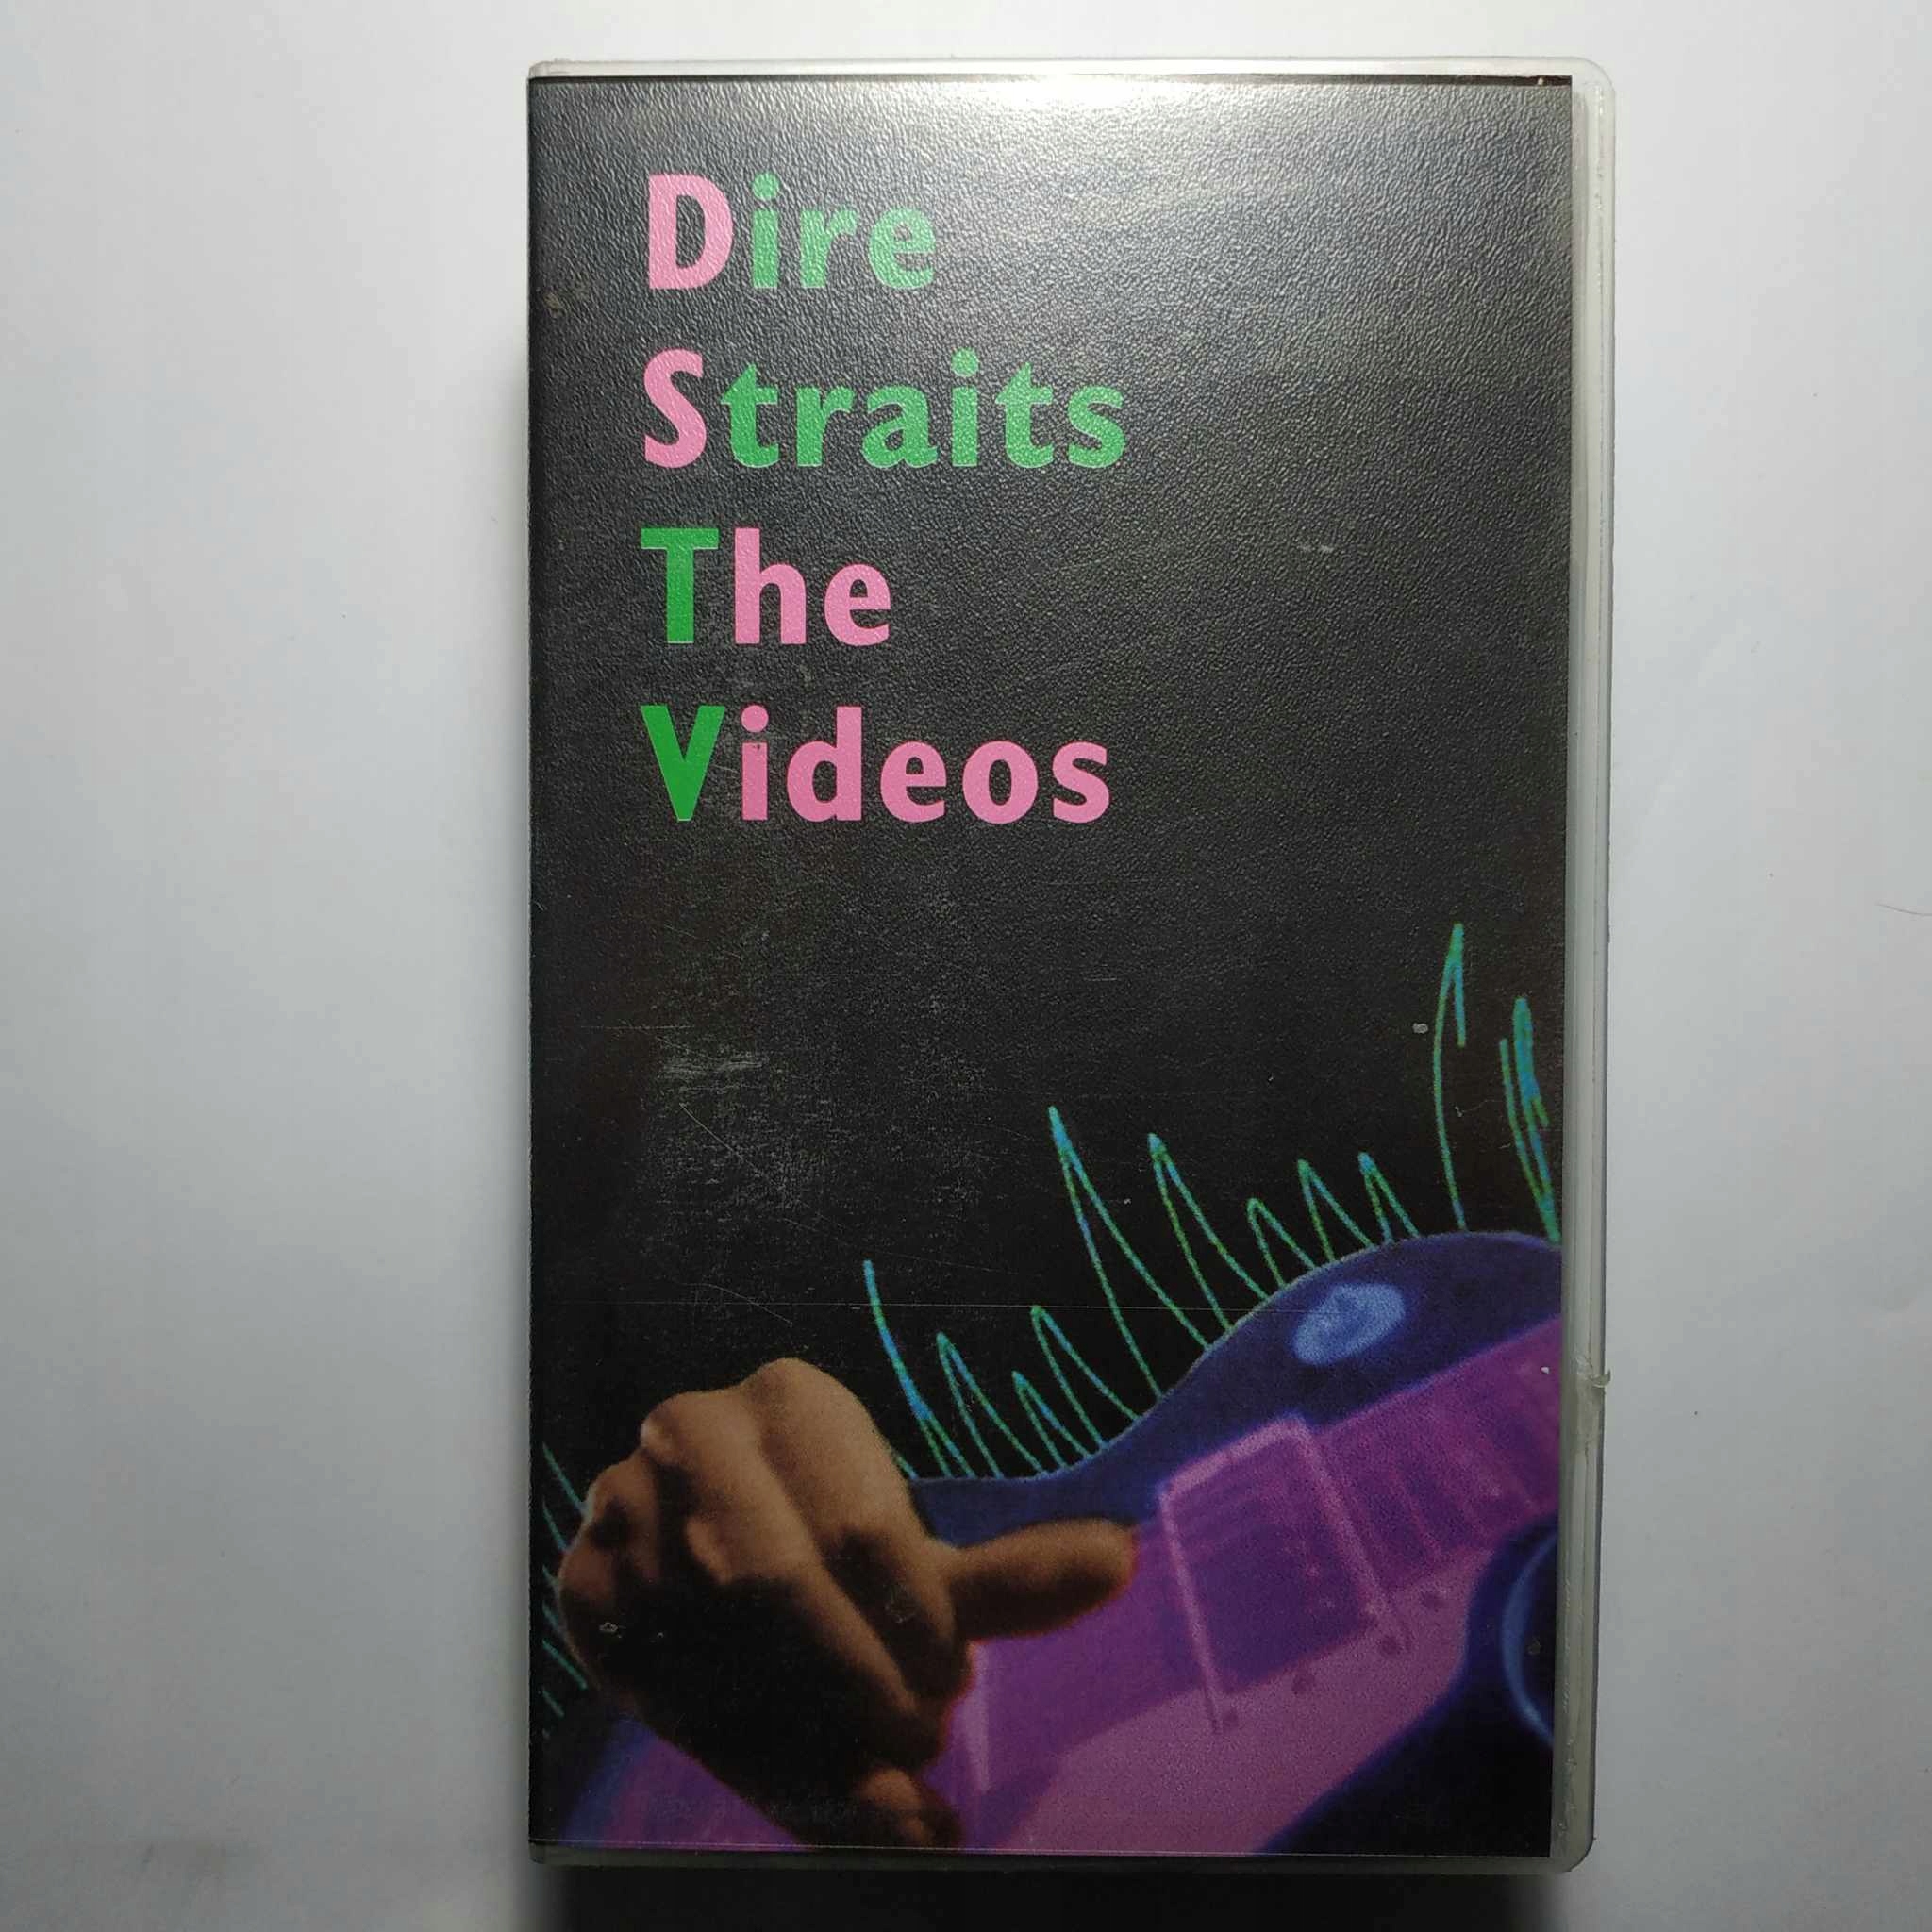 Dire
Straits
The
Videos